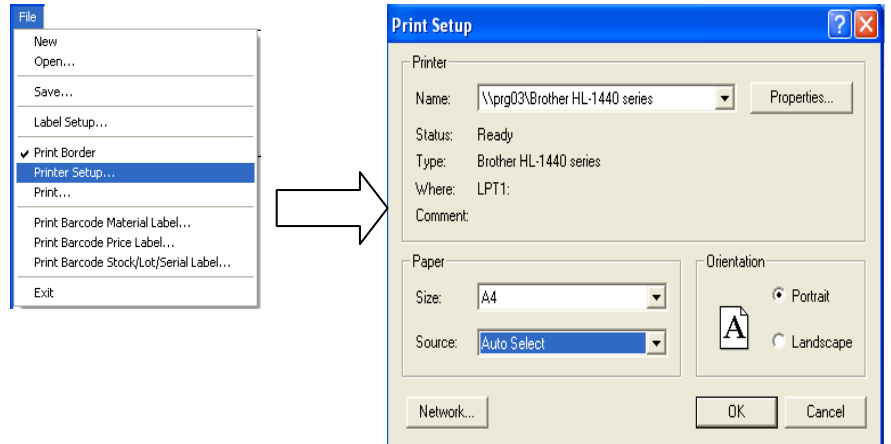 File
New
Open...
Save...
Label Setup...
Print Border
Printer Setup...
Print...
Print Barcode Material Label...
Print Barcode Price Label...
Print Barcode Stock/Lot/Serial Label...
Exit
Print Setup
Printer
Name: \\prg03\Brother HL-1440 series Properties...
Status: Ready
Type: Brother HL-1440 series
Where: LPT1:
Comment:
Paper
Size: A4
Source: Auto Select
Orientation
A
Portrait
Landscape
Network... OK Cancel